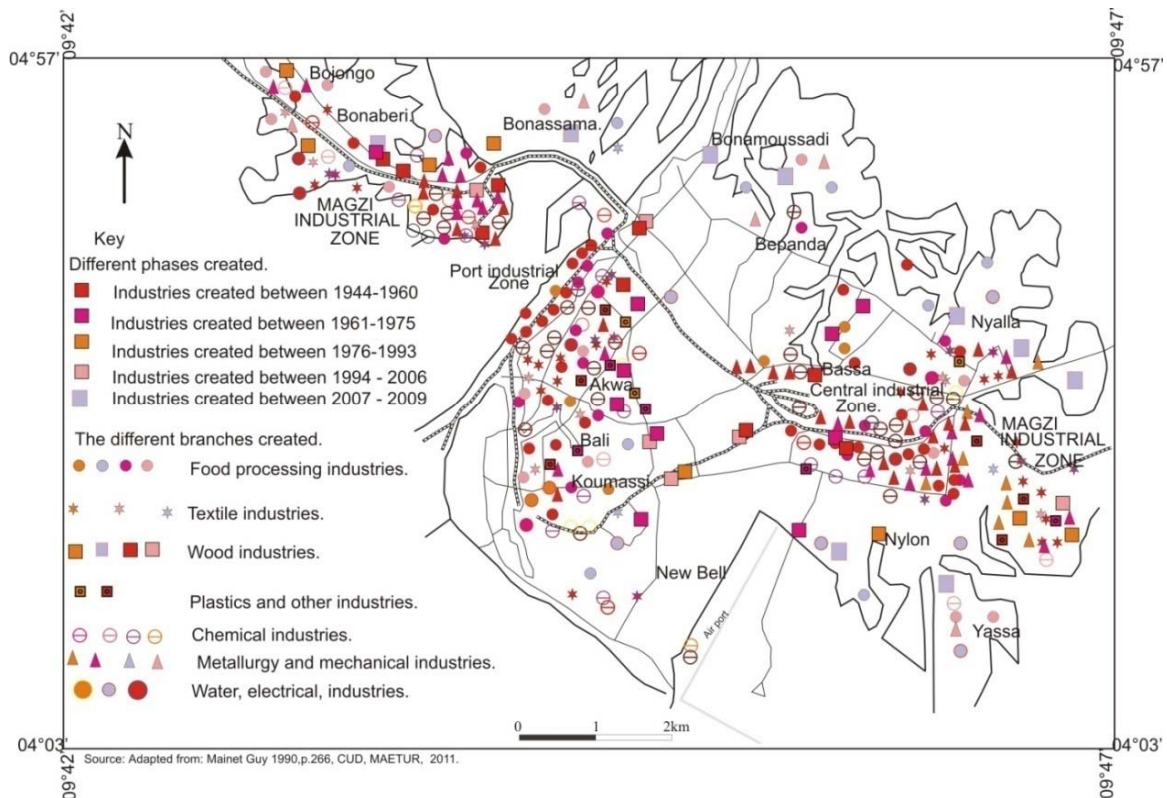 09°42'
09°47'
04°57'
04°57'
Bojongo
Bonaberi.
Bonassama.
Bonamoussadi
N
MAGZI
INDUSTRIAL
ZONE
Bepanda
Key
Different phases created.
Port industrial
Zone
Industries created between 1944-1960
Industries created between 1961-1975
Industries created between 1976-1993
Industries created between 1994 - 2006
Industries created between 2007 - 2009
Nyalla
Bassa
Akwa
Central industrial
Zone.
MAGZI
INDUSTRIAL
ZONE
The different branches created.
Bali
Food processing industries.
Koumassi
Textile industries.
Wood industries.
Nylon
Plastics and other industries.
New Bell
Chemical industries.
Air port
Yassa
Metallurgy and mechanical industries.
Water, electrical, industries.
0 1 2km
04°03'
04°03'
Source: Adapted from: Mainet Guy 1990,p.266, CUD, MAETUR, 2011.
09°42'
09°47'